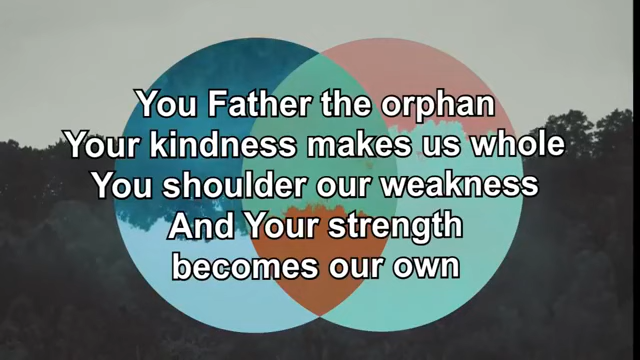 You Father the orphan
Your kindness makes us whole
You shoulder our weakness
And Your strength
becomes our own